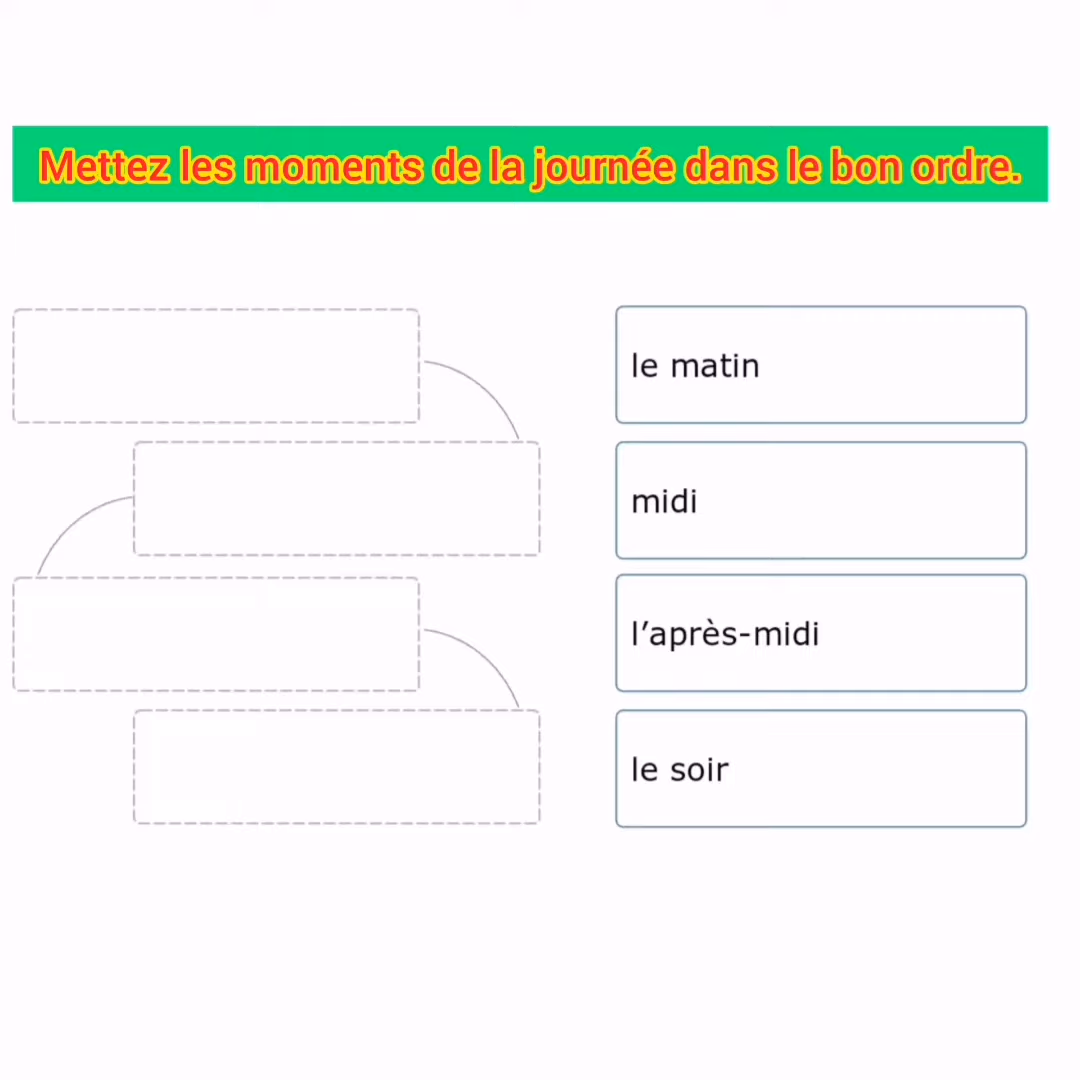 Mettez les moments de la journée dans le bon ordre.
le matin
midi
l’après-midi
le soir